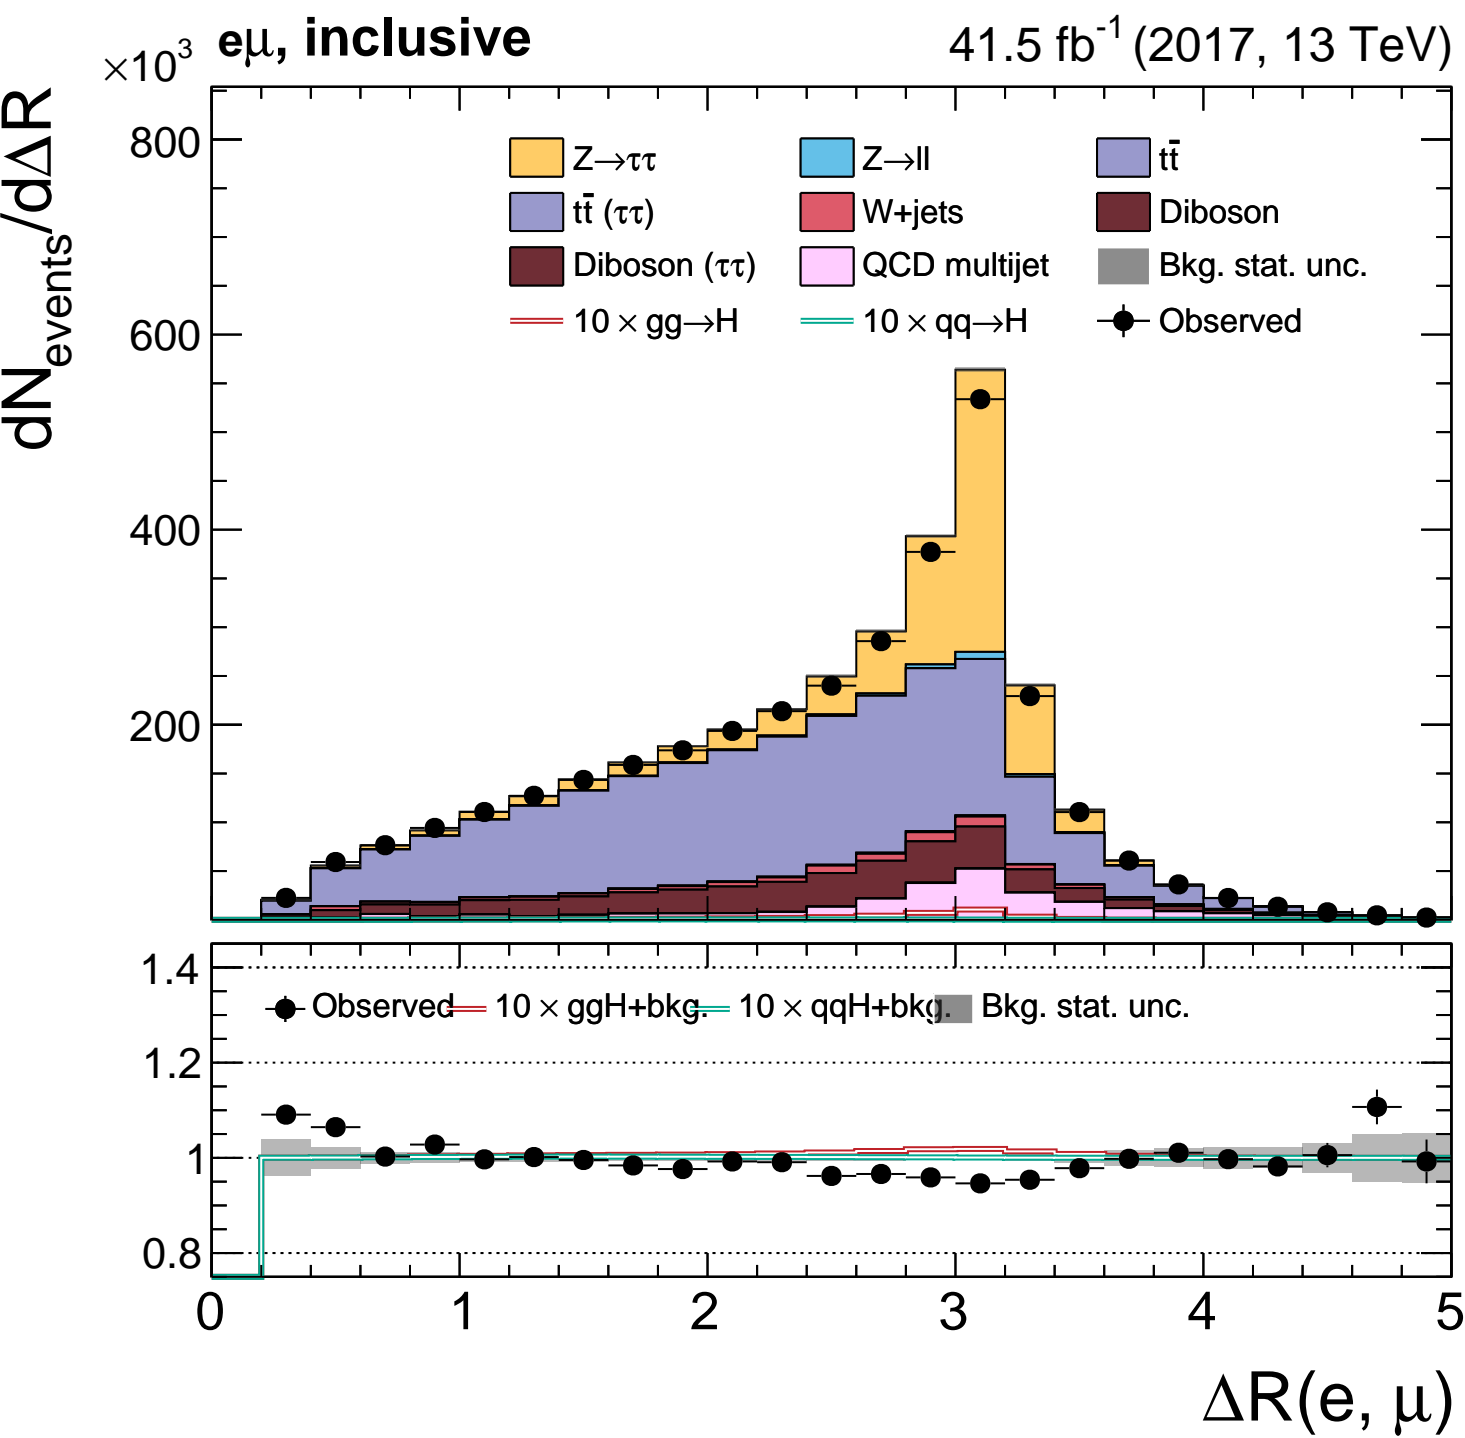 ×10³ eμ, inclusive 41.5 fb⁻¹ (2017, 13 TeV)
dN_events/dΔR
800
600
400
200
Z→ττ Z→ll tt̄
tt̄ (ττ) W+jets Diboson
Diboson (ττ) QCD multijet Bkg. stat. unc.
10 × gg→H 10 × qq→H Observed
1.4
1.2
1
0.8
Observed 10 × ggH+bkg. 10 × qqH+bkg. Bkg. stat. unc.
0 1 2 3 4 5
ΔR(e, μ)